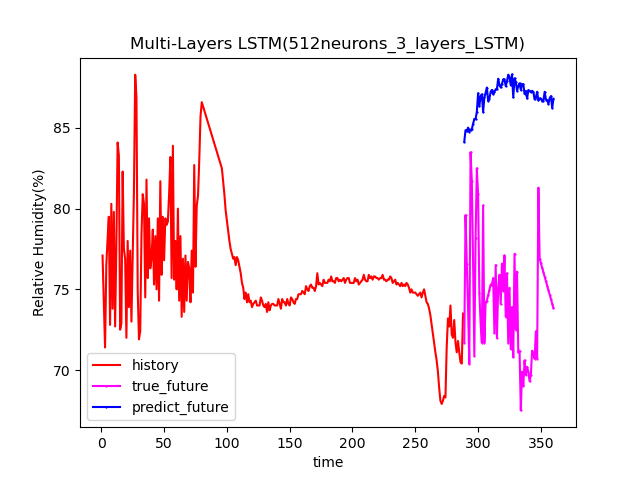 Multi-Layers LSTM(512neurons_3_layers_LSTM)
Relative Humidity(%)
85
80
75
70
history
true_future
predict_future
0 50 100 150 200 250 300 350
time